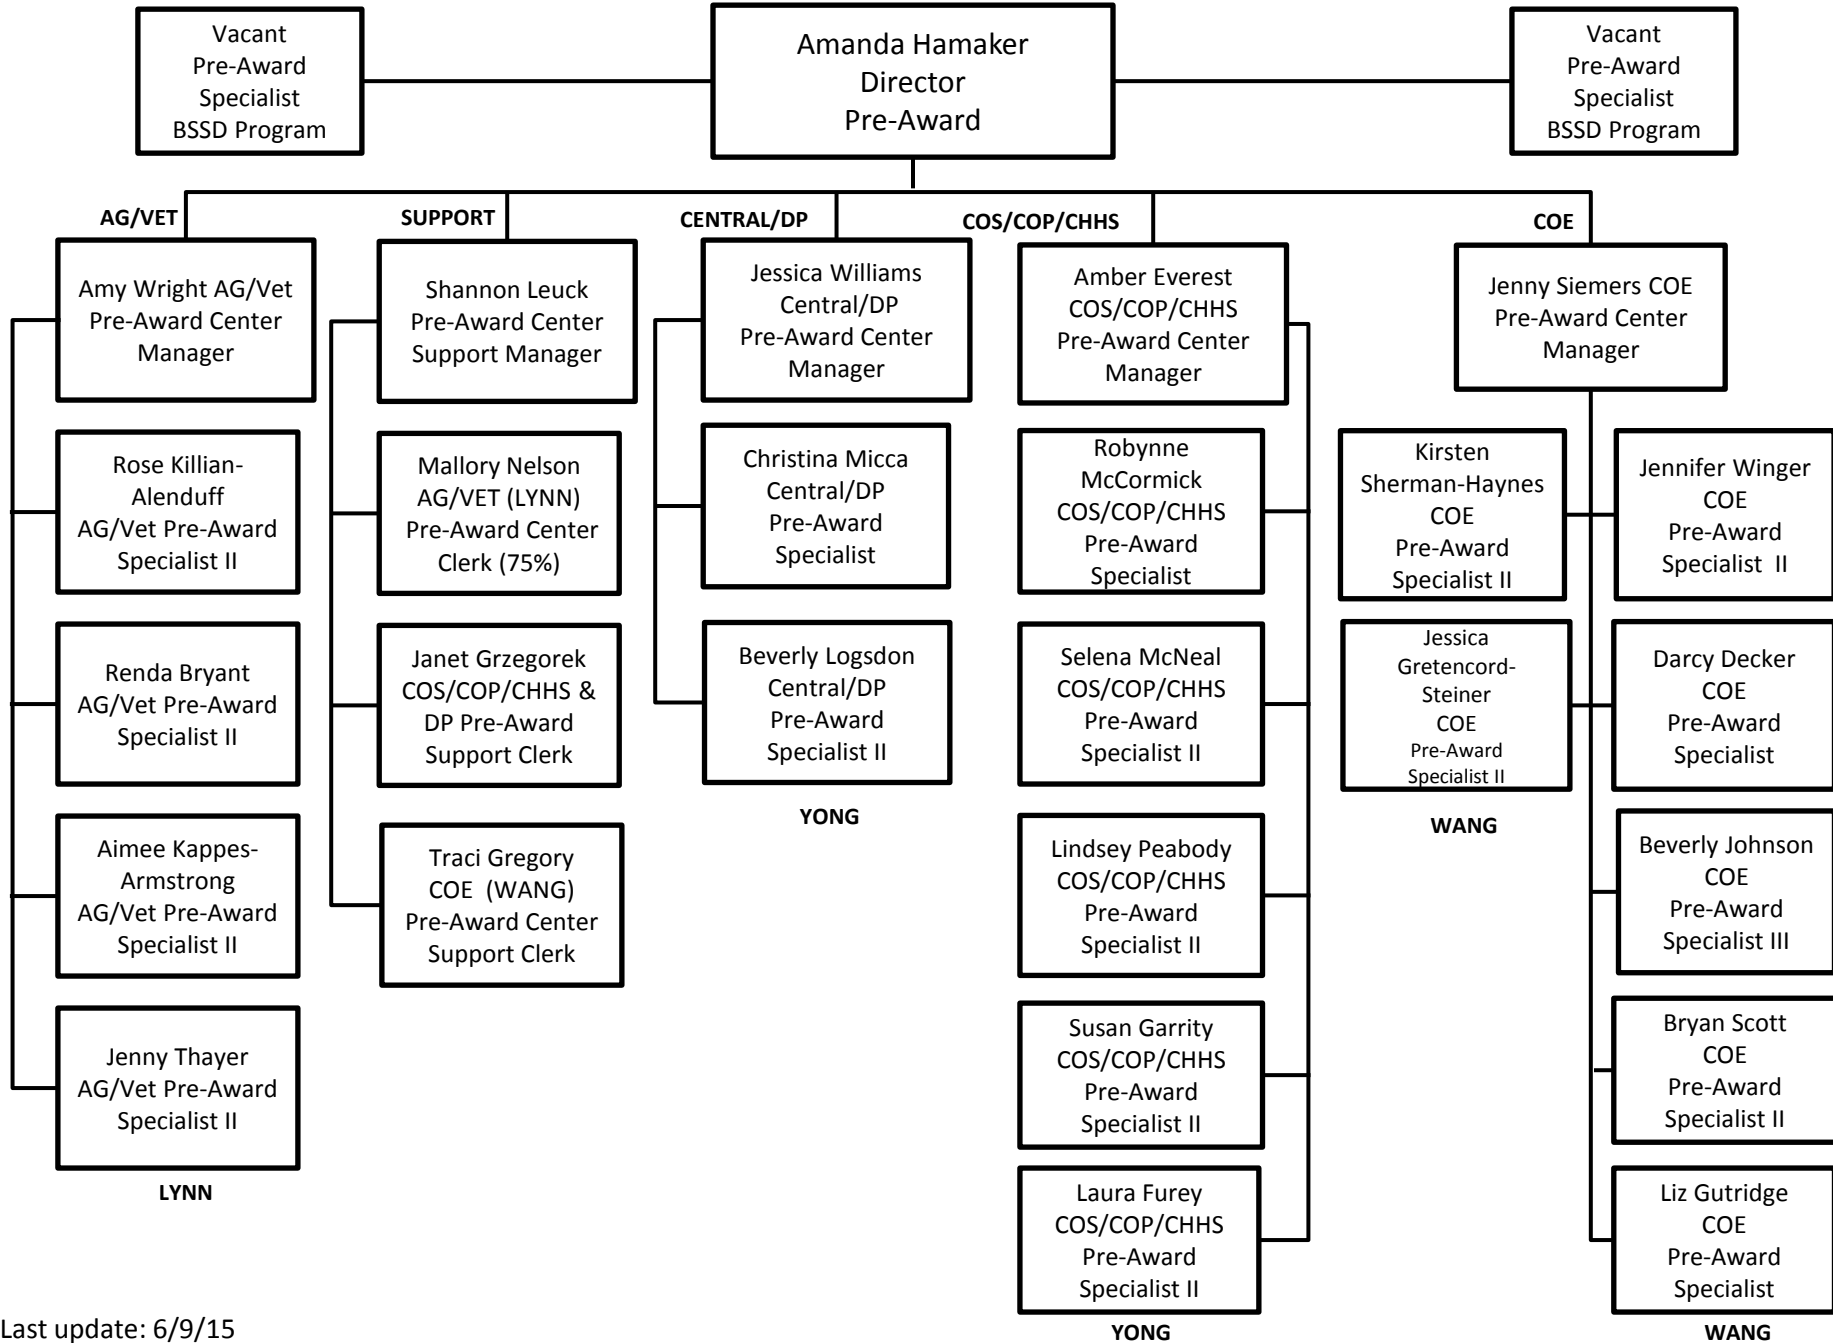 Vacant
Pre-Award
Specialist
BSSD Program
Amanda Hamaker
Director
Pre-Award
Vacant
Pre-Award
Specialist
BSSD Program
AG/VET
Amy Wright AG/Vet
Pre-Award Center
Manager
Rose Killian-
Alenduff
AG/Vet Pre-Award
Specialist II
Renda Bryant
AG/Vet Pre-Award
Specialist II
Aimee Kappes-
Armstrong
AG/Vet Pre-Award
Specialist II
Jenny Thayer
AG/Vet Pre-Award
Specialist II
LYNN
SUPPORT
Shannon Leuck
Pre-Award Center
Support Manager
Mallory Nelson
AG/VET (LYNN)
Pre-Award Center
Clerk (75%)
Janet Grzegorek
COS/COP/CHHS &
DP Pre-Award
Support Clerk
Traci Gregory
COE (WANG)
Pre-Award Center
Support Clerk
CENTRAL/DP
Jessica Williams
Central/DP
Pre-Award Center
Manager
Christina Micca
Central/DP
Pre-Award
Specialist
Beverly Logsdon
Central/DP
Pre-Award
Specialist II
YONG
COS/COP/CHHS
Amber Everest
COS/COP/CHHS
Pre-Award Center
Manager
Robynne
McCormick
COS/COP/CHHS
Pre-Award
Specialist
Selena McNeal
COS/COP/CHHS
Pre-Award
Specialist II
Lindsey Peabody
COS/COP/CHHS
Pre-Award
Specialist II
Susan Garrity
COS/COP/CHHS
Pre-Award
Specialist II
Laura Furey
COS/COP/CHHS
Pre-Award
Specialist II
YONG
COE
Jenny Siemers COE
Pre-Award Center
Manager
Kirsten
Sherman-Haynes
COE
Pre-Award
Specialist II
Jessica
Gretencord-
Steiner
COE
Pre-Award
Specialist II
WANG
Jennifer Winger
COE
Pre-Award
Specialist II
Darcy Decker
COE
Pre-Award
Specialist
Beverly Johnson
COE
Pre-Award
Specialist III
Bryan Scott
COE
Pre-Award
Specialist II
Liz Gutridge
COE
Pre-Award
Specialist
WANG
Last update: 6/9/15